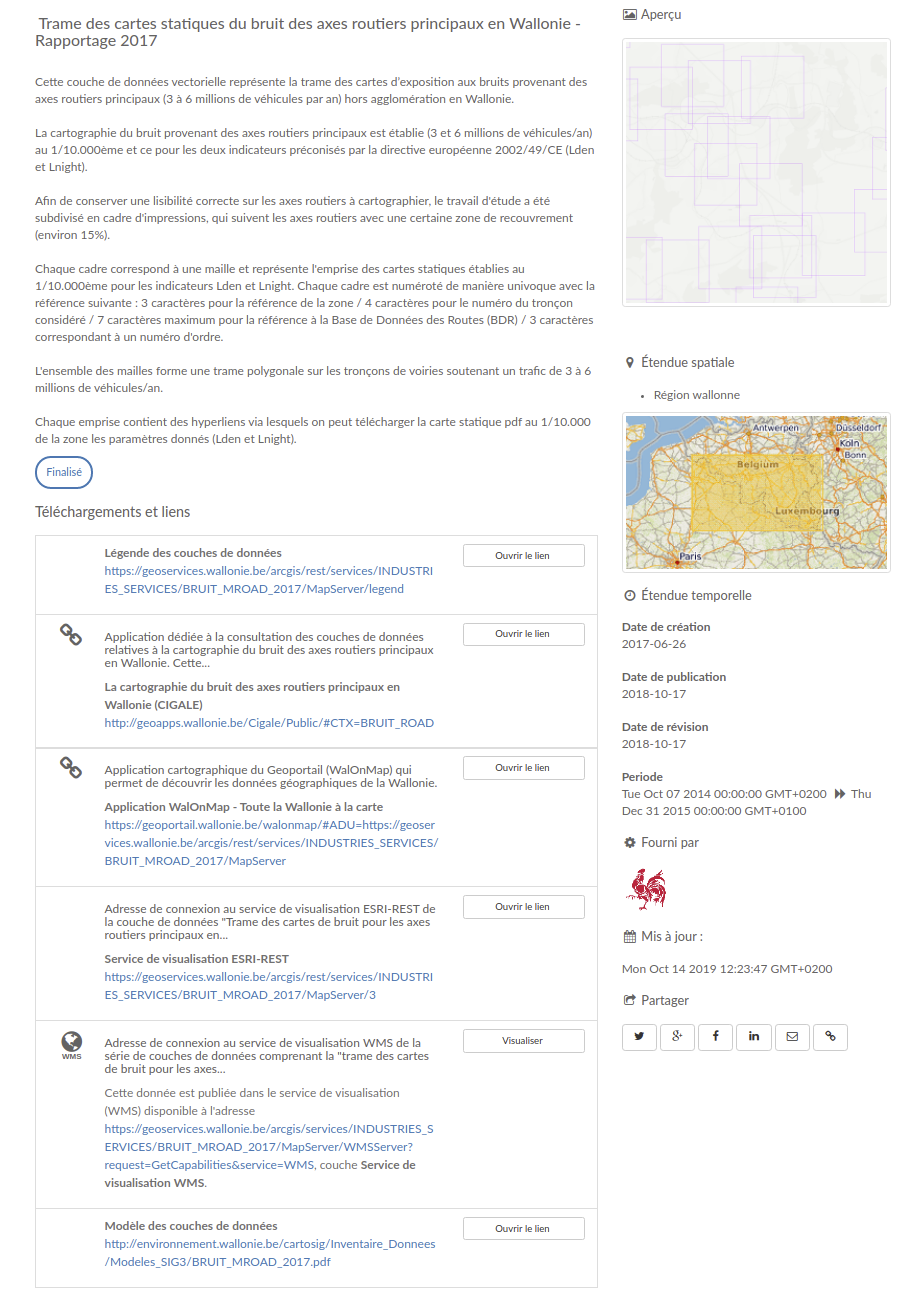 Trame des cartes statiques du bruit des axes routiers principaux en Wallonie -
Rapportage 2017
Cette couche de données vectorielle représente la trame des cartes d'exposition aux bruits provenant des
axes routiers principaux (3 à 6 millions de véhicules par an) hors agglomération en Wallonie.
La cartographie du bruit provenant des axes routiers principaux est établie (3 et 6 millions de véhicules/an)
au 1/10.000ème et ce pour les deux indicateurs préconisés par la directive européenne 2002/49/CE (Lden
et Lnight).
Afin de conserver une lisibilité correcte sur les axes routiers à cartographier, le travail d'étude a été
subdivisé en cadre d'impressions, qui suivent les axes routiers avec une certaine zone de recouvrement
(environ 15%).
Chaque cadre correspond à une maille et représente l'emprise des cartes statiques établies au
1/10.000ème pour les indicateurs Lden et Lnight. Chaque cadre est numéroté de manière univoque avec la
référence suivante : 3 caractères pour la référence de la zone / 4 caractères pour le numéro du tronçon
considéré / 7 caractères maximum pour la référence à la Base de Données des Routes (BDR) / 3 caractères
correspondant à un numéro d'ordre.
L'ensemble des mailles forme une trame polygonale sur les tronçons de voiries soutenant un trafic de 3 à 6
millions de véhicules/an.
Chaque emprise contient des hyperliens via lesquels on peut télécharger la carte statique pdf au 1/10.000
de la zone les paramètres donnés (Lden et Lnight).
Finalisé
Téléchargements et liens
Légende des couches de données
https://geoservices.wallonie.be/arcgis/rest/services/INDUSTRI
ES_SERVICES/BRUIT_MROAD_2017/MapServer/legend
Ouvrir le lien
Application dédiée à la consultation des couches de données
relatives à la cartographie du bruit des axes routiers principaux
en Wallonie. Cette...
La cartographie du bruit des axes routiers principaux en
Wallonie (CIGALE)
http://geoapps.wallonie.be/Cigale/Public/#CTX=BRUIT_ROAD
Ouvrir le lien
Application cartographique du Geoportail (WalOnMap) qui
permet de découvrir les données géographiques de la Wallonie.
Application WalOnMap - Toute la Wallonie à la carte
https://geoportail.wallonie.be/walonmap/#ADU=https://geoser
vices.wallonie.be/arcgis/rest/services/INDUSTRIES_SERVICES/
BRUIT_MROAD_2017/MapServer
Ouvrir le lien
Adresse de connexion au service de visualisation ESRI-REST de
la couche de données "Trame des cartes de bruit pour les axes
routiers principaux en...
Service de visualisation ESRI-REST
https://geoservices.wallonie.be/arcgis/rest/services/INDUSTRI
ES_SERVICES/BRUIT_MROAD_2017/MapServer/3
Ouvrir le lien
WMS
Adresse de connexion au service de visualisation WMS de la
série de couches de données comprenant la "trame des cartes
de bruit pour les axes...
Cette donnée est publiée dans le service de visualisation
(WMS) disponible à l'adresse
https://geoservices.wallonie.be/arcgis/services/INDUSTRIES_S
ERVICES/BRUIT_MROAD_2017/MapServer/WMSServer?
request=GetCapabilities&service=WMS, couche Service de
visualisation WMS.
Visualiser
Modèle des couches de données
http://environnement.wallonie.be/cartosig/Inventaire_Donnees
/Modeles_SIG3/BRUIT_MROAD_2017.pdf
Ouvrir le lien
Aperçu
Étendue spatiale
• Région wallonne
Antwerpen
Düsseldorf
Köln
Bonn
Belgium
Luxembourg
Paris
Étendue temporelle
Date de création
2017-06-26
Date de publication
2018-10-17
Date de révision
2018-10-17
Periode
Tue Oct 07 2014 00:00:00 GMT+0200 Thu
Dec 31 2015 00:00:00 GMT+0100
Fourni par
Mis à jour :
Mon Oct 14 2019 12:23:47 GMT+0200
Partager